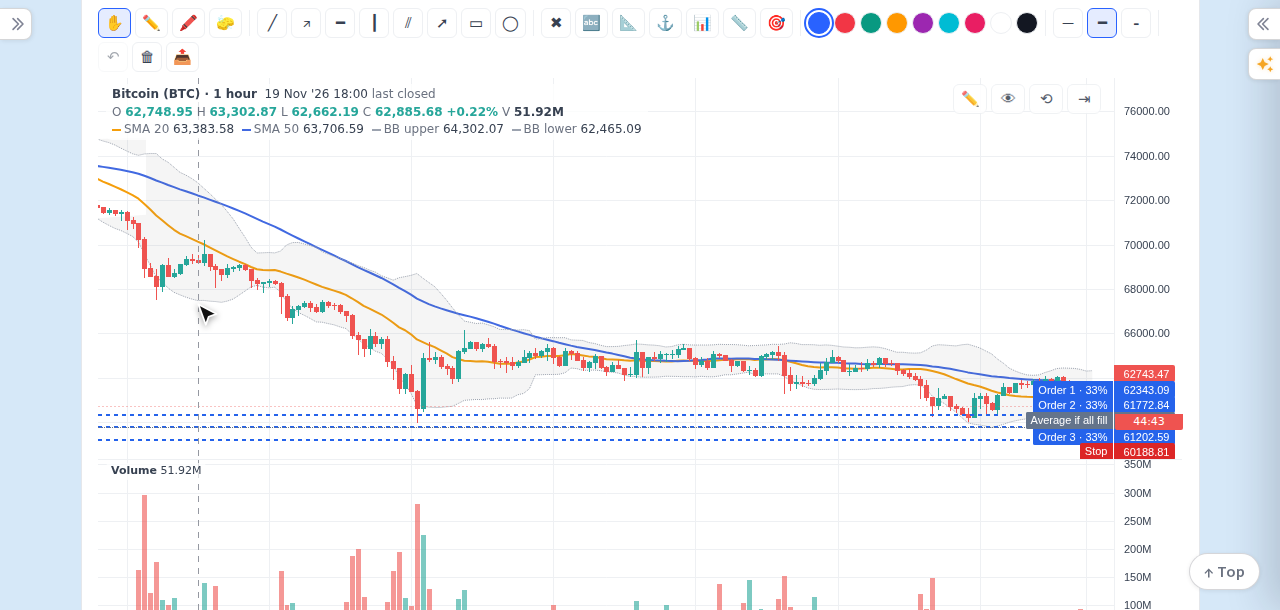 abc
Bitcoin (BTC) · 1 hour 19 Nov '26 18:00 last closed
O 62,748.95 H 63,302.87 L 62,662.19 C 62,885.68 +0.22% V 51.92M
SMA 20 63,383.58 SMA 50 63,706.59 BB upper 64,302.07 BB lower 62,465.09
76000.00
74000.00
72000.00
70000.00
68000.00
66000.00
62743.47
Order 1 · 33% 62343.09
Order 2 · 33% 61772.84
Average if all fill 44:43
Order 3 · 33% 61202.59
Stop 60188.81
Volume 51.92M
350M
300M
250M
200M
150M
100M
↑ Top